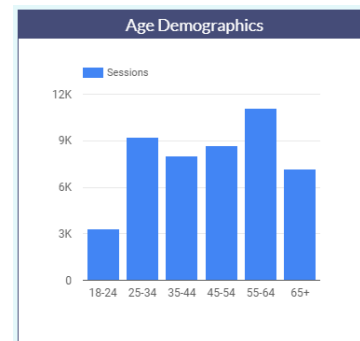 Age Demographics
Sessions
12K
9K
6K
3K
0
18-24 25-34 35-44 45-54 55-64 65+